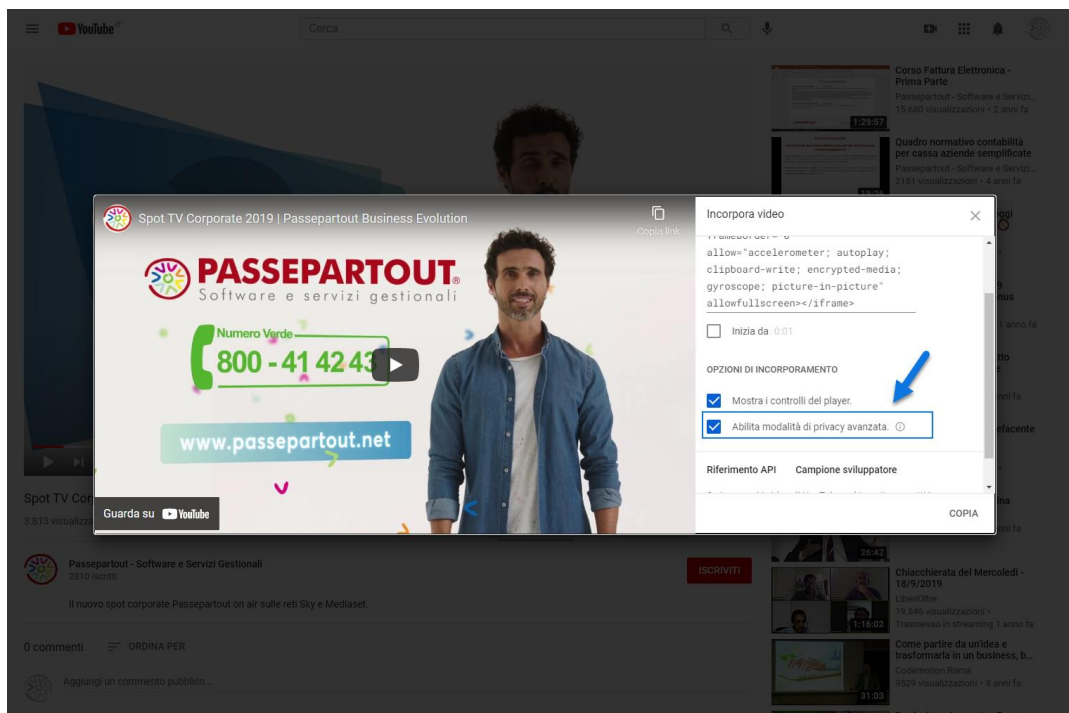 YouTube IT
Cerca
Corso Fattura Elettronica -
Prima Parte
Passepartout - Software e Servizi...
15.680 visualizzazioni • 2 anni fa
1:29:57
Quadro normativo contabilità
per cassa aziende semplificate
Passepartout - Software e Servizi...
2151 visualizzazioni • 4 anni fa
Spot TV Corporate 2019 | Passepartout Business Evolution
Copia link
PASSEPARTOUT®
Software e servizi gestionali
Numero Verde
800 - 41 42 43
www.passepartout.net
Guarda su YouTube
Incorpora video
allow="accelerometer; autoplay;
clipboard-write; encrypted-media;
gyroscope; picture-in-picture"
allowfullscreen></iframe>
Inizia da 0:01
OPZIONI DI INCORPORAMENTO
Mostra i controlli del player.
Abilita modalità di privacy avanzata.
Riferimento API Campione sviluppatore
COPIA
1 anno fa
Spot TV Cor
3.813 visualizza
Passepartout - Software e Servizi Gestionali
2810 iscritti
ISCRIVITI
Il nuovo spot corporate Passepartout on air sulle reti Sky e Mediaset.
0 commenti ORDINA PER
Aggiungi un commento pubblico...
26:42
Chiacchierata del Mercoledì -
18/9/2019
LiberiOltre
19.846 visualizzazioni •
Trasmesso in streaming 1 anno fa
1:16:02
Come partire da un'idea e
trasformarla in un business, b...
Codemotion Roma
9529 visualizzazioni • 8 anni fa
31:03